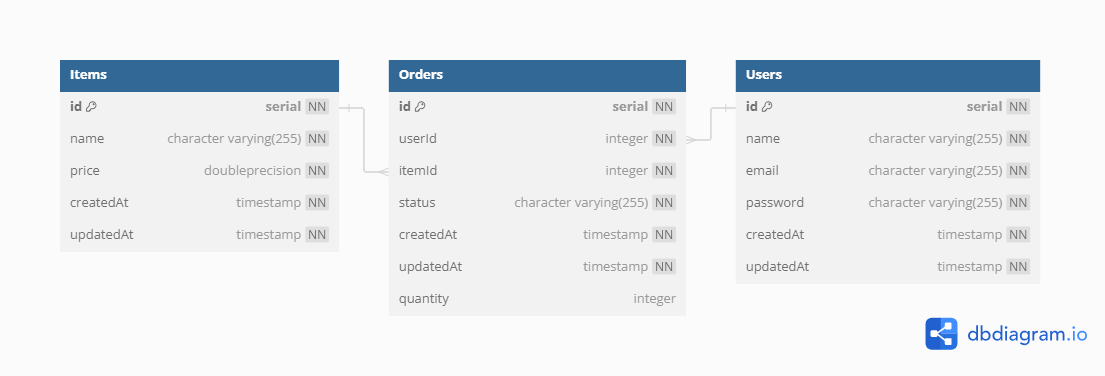 Items
id serial NN
name character varying(255) NN
price doubleprecision NN
createdAt timestamp NN
updatedAt timestamp NN
Orders
id serial NN
userId integer NN
itemId integer NN
status character varying(255) NN
createdAt timestamp NN
updatedAt timestamp NN
quantity integer
Users
id serial NN
name character varying(255) NN
email character varying(255) NN
password character varying(255) NN
createdAt timestamp NN
updatedAt timestamp NN
dbdiagram.io